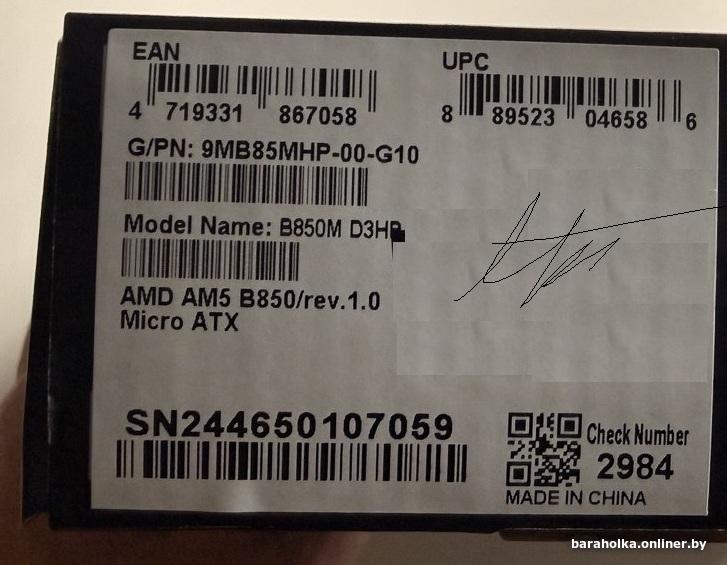 EAN
4 719331 867058
UPC
8 89523 04658 6
G/PN: 9MB85MHP-00-G10
Model Name: B850M D3HP
AMD AM5 B850/rev.1.0
Micro ATX
SN244650107059
Check Number
2984
MADE IN CHINA
baraholka.onliner.by